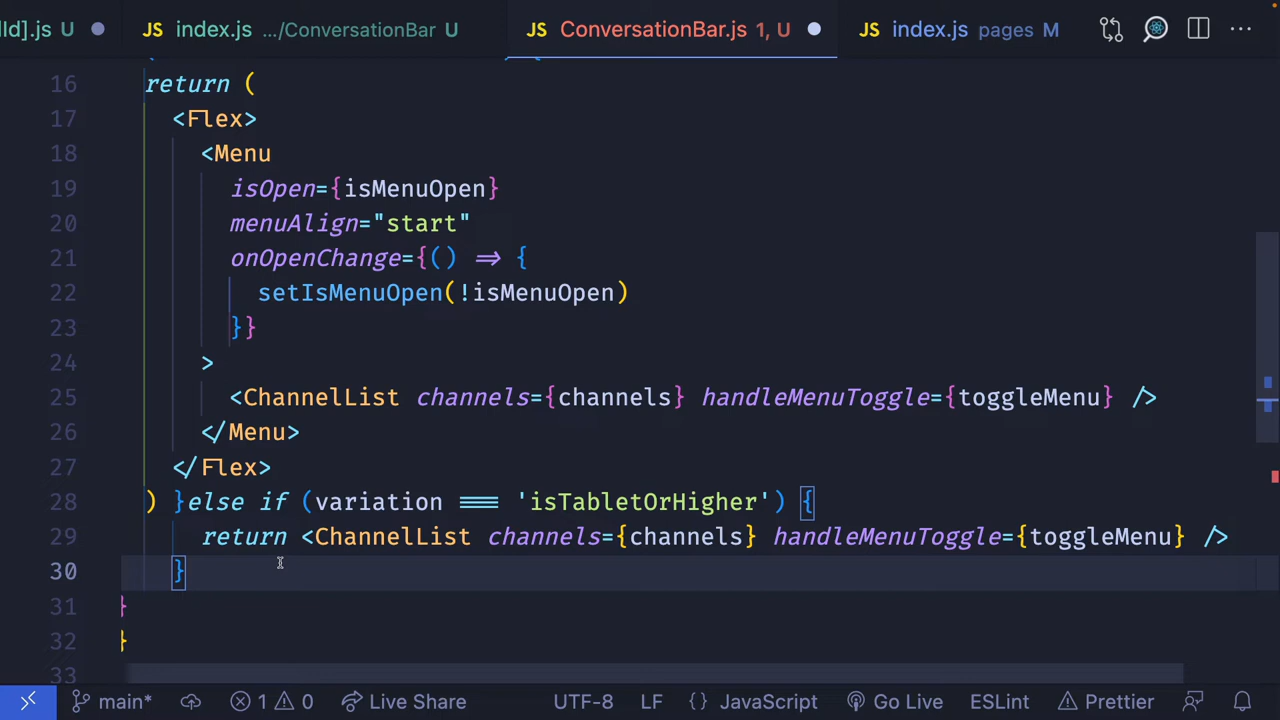 ld].js U ● JS index.js .../ConversationBar U JS ConversationBar.js 1, U ● JS index.js pages M
16 return (
17 <Flex>
18 <Menu
19 isOpen={isMenuOpen}
20 menuAlign="start"
21 onOpenChange={() => {
22 setIsMenuOpen(!isMenuOpen)
23 }}
24 >
25 <ChannelList channels={channels} handleMenuToggle={toggleMenu} />
26 </Menu>
27 </Flex>
28 ) }else if (variation === 'isTabletOrHigher') {
29 return <ChannelList channels={channels} handleMenuToggle={toggleMenu} />
30 }
31 }
32 }
33
main* 1 0 Live Share UTF-8 LF {} JavaScript Go Live ESLint Prettier